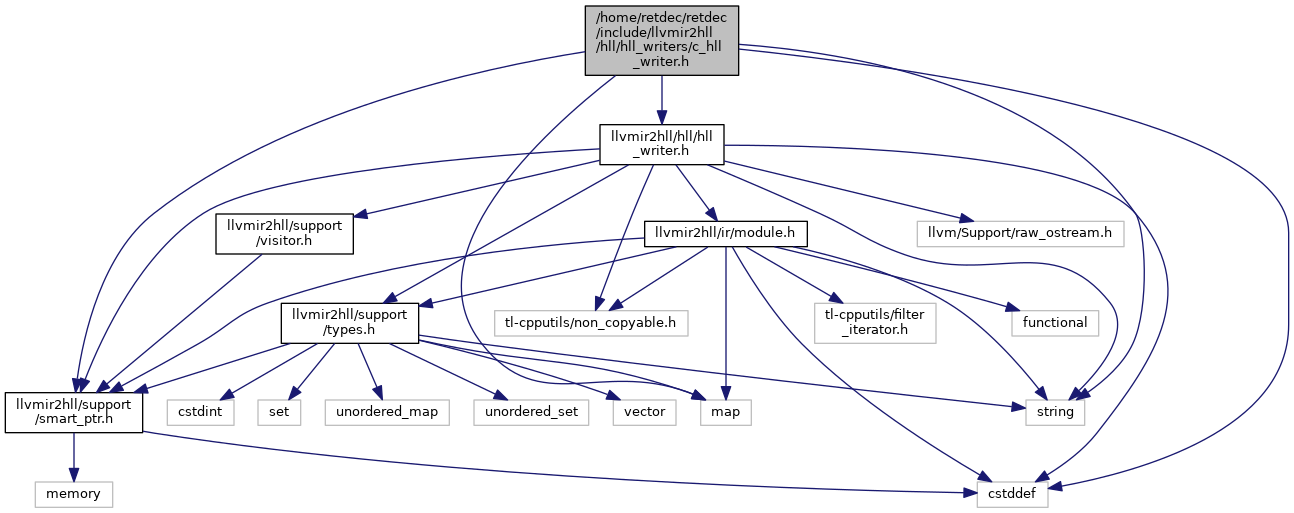 /home/retdec/retdec
/include/llvmir2hll
/hll/hll_writers/c_hll
_writer.h
llvmir2hll/hll/hll
_writer.h
llvmir2hll/support
/visitor.h
llvmir2hll/ir/module.h
llvm/Support/raw_ostream.h
llvmir2hll/support
/types.h
tl-cpputils/non_copyable.h
tl-cpputils/filter
_iterator.h
functional
llvmir2hll/support
/smart_ptr.h
cstdint
set
unordered_map
unordered_set
vector
map
string
memory
cstddef